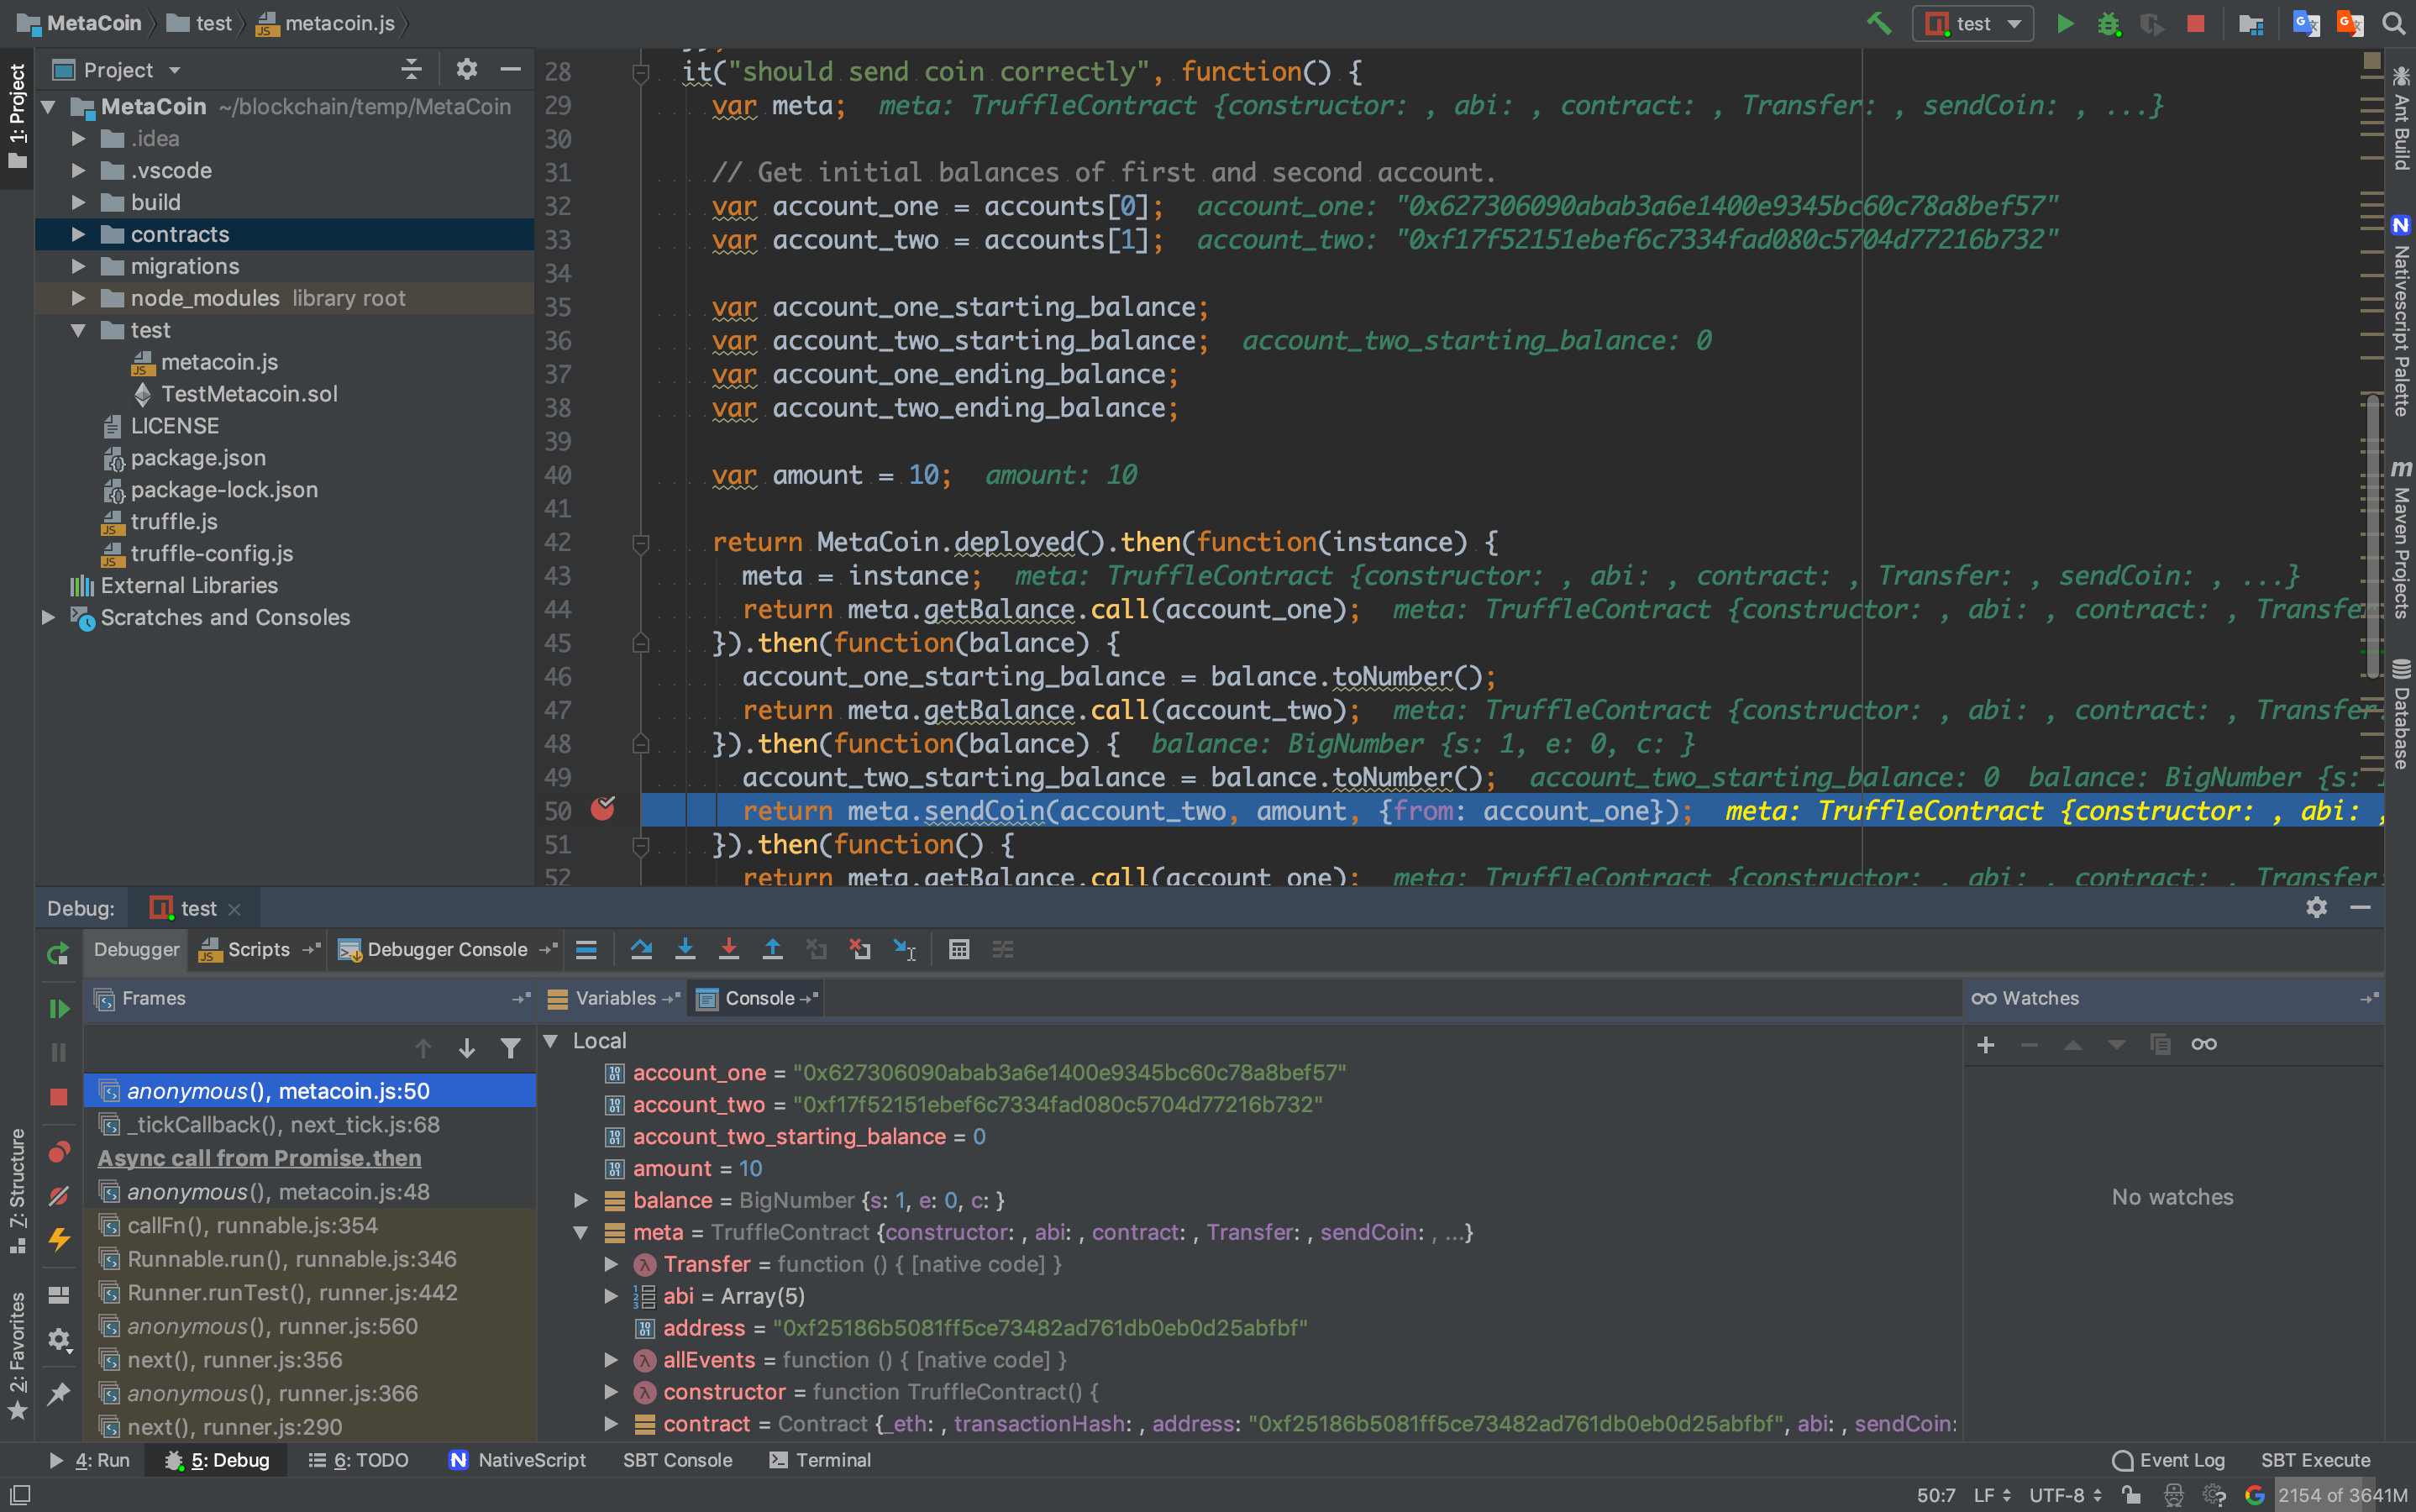 MetaCoin test metacoin.js
test
1: Project
Project
MetaCoin ~/blockchain/temp/MetaCoin
.idea
.vscode
build
contracts
migrations
node_modules library root
test
metacoin.js
TestMetacoin.sol
LICENSE
package.json
package-lock.json
truffle.js
truffle-config.js
External Libraries
Scratches and Consoles
28 it("should send coin correctly", function() {
29 var meta; meta: TruffleContract {constructor: , abi: , contract: , Transfer: , sendCoin: , ...}
30
31 // Get initial balances of first and second account.
32 var account_one = accounts[0]; account_one: "0x627306090abab3a6e1400e9345bc60c78a8bef57"
33 var account_two = accounts[1]; account_two: "0xf17f52151ebef6c7334fad080c5704d77216b732"
34
35 var account_one_starting_balance;
36 var account_two_starting_balance; account_two_starting_balance: 0
37 var account_one_ending_balance;
38 var account_two_ending_balance;
39
40 var amount = 10; amount: 10
41
42 return MetaCoin.deployed().then(function(instance) {
43 meta = instance; meta: TruffleContract {constructor: , abi: , contract: , Transfer: , sendCoin: , ...}
44 return meta.getBalance.call(account_one); meta: TruffleContract {constructor: , abi: , contract: , Transfer:
45 }).then(function(balance) {
46 account_one_starting_balance = balance.toNumber();
47 return meta.getBalance.call(account_two); meta: TruffleContract {constructor: , abi: , contract: , Transfer:
48 }).then(function(balance) { balance: BigNumber {s: 1, e: 0, c: }
49 account_two_starting_balance = balance.toNumber(); account_two_starting_balance: 0 balance: BigNumber {s: 1
50 return meta.sendCoin(account_two, amount, {from: account_one}); meta: TruffleContract {constructor: , abi: ,
51 }).then(function() {
52 return meta.getBalance.call(account_one); meta: TruffleContract {constructor: , abi: , contract: , Transfer:
Ant Build
Nativescript Palette
Maven Projects
Database
Debug: test
Debugger Scripts Debugger Console
Frames
Variables Console
Watches
anonymous(), metacoin.js:50
_tickCallback(), next_tick.js:68
Async call from Promise.then
anonymous(), metacoin.js:48
callFn(), runnable.js:354
Runnable.run(), runnable.js:346
Runner.runTest(), runner.js:442
anonymous(), runner.js:560
next(), runner.js:356
anonymous(), runner.js:366
next(), runner.js:290
Local
account_one = "0x627306090abab3a6e1400e9345bc60c78a8bef57"
account_two = "0xf17f52151ebef6c7334fad080c5704d77216b732"
account_two_starting_balance = 0
amount = 10
balance = BigNumber {s: 1, e: 0, c: }
meta = TruffleContract {constructor: , abi: , contract: , Transfer: , sendCoin: , ...}
Transfer = function () { [native code] }
abi = Array(5)
address = "0xf25186b5081ff5ce73482ad761db0eb0d25abfbf"
allEvents = function () { [native code] }
constructor = function TruffleContract() {
contract = Contract {_eth: , transactionHash: , address: "0xf25186b5081ff5ce73482ad761db0eb0d25abfbf", abi: , sendCoin:
No watches
Z: Structure
2: Favorites
4: Run 5: Debug 6: TODO NativeScript SBT Console Terminal Event Log SBT Execute
50:7 LF UTF-8 2154 of 3641M